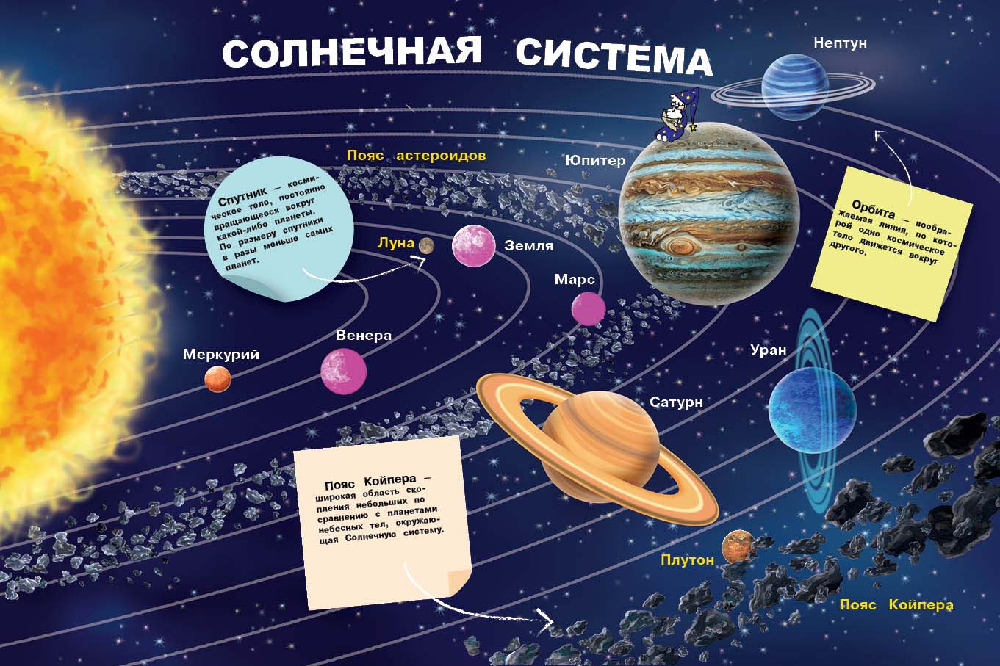 СОЛНЕЧНАЯ СИСТЕМА
Нептун
Пояс астероидов
Юпитер
Спутник – косми-
ческое тело, постоянно
вращающееся вокруг
какой-либо планеты.
По размеру спутники
в разы меньше самих
планет.
Орбита – вообра-
жаемая линия, по кото-
рой одно космическое
тело движется вокруг
другого.
Луна
Земля
Марс
Венера
Меркурий
Уран
Сатурн
Пояс Койпера –
широкая область ско-
пления небольших по
сравнению с планетами
небесных тел, окружаю-
щая Солнечную систему.
Плутон
Пояс Койпера